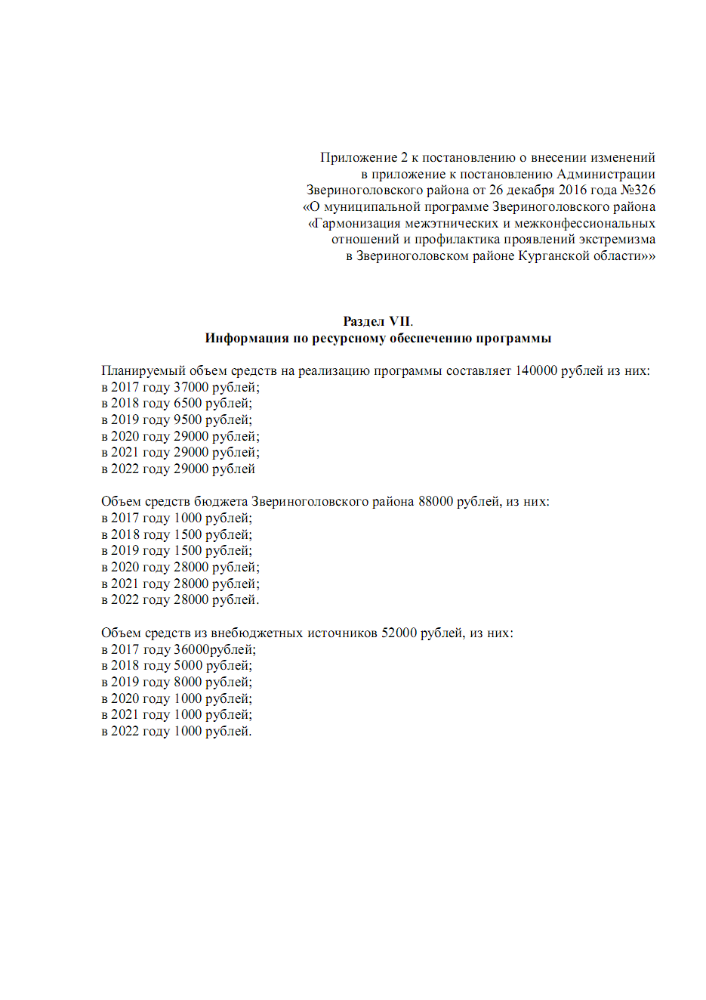 Приложение 2 к постановлению о внесении изменений
в приложение к постановлению Администрации
Звериноголовского района от 26 декабря 2016 года №326
«О муниципальной программе Звериноголовского района
«Гармонизация межэтнических и межконфессиональных
отношений и профилактика проявлений экстремизма
в Звериноголовском районе Курганской области»»
Раздел VII.
Информация по ресурсному обеспечению программы
Планируемый объем средств на реализацию программы составляет 140000 рублей из них:
в 2017 году 37000 рублей;
в 2018 году 6500 рублей;
в 2019 году 9500 рублей;
в 2020 году 29000 рублей;
в 2021 году 29000 рублей;
в 2022 году 29000 рублей
Объем средств бюджета Звериноголовского района 88000 рублей, из них:
в 2017 году 1000 рублей;
в 2018 году 1500 рублей;
в 2019 году 1500 рублей;
в 2020 году 28000 рублей;
в 2021 году 28000 рублей;
в 2022 году 28000 рублей.
Объем средств из внебюджетных источников 52000 рублей, из них:
в 2017 году 36000рублей;
в 2018 году 5000 рублей;
в 2019 году 8000 рублей;
в 2020 году 1000 рублей;
в 2021 году 1000 рублей;
в 2022 году 1000 рублей.